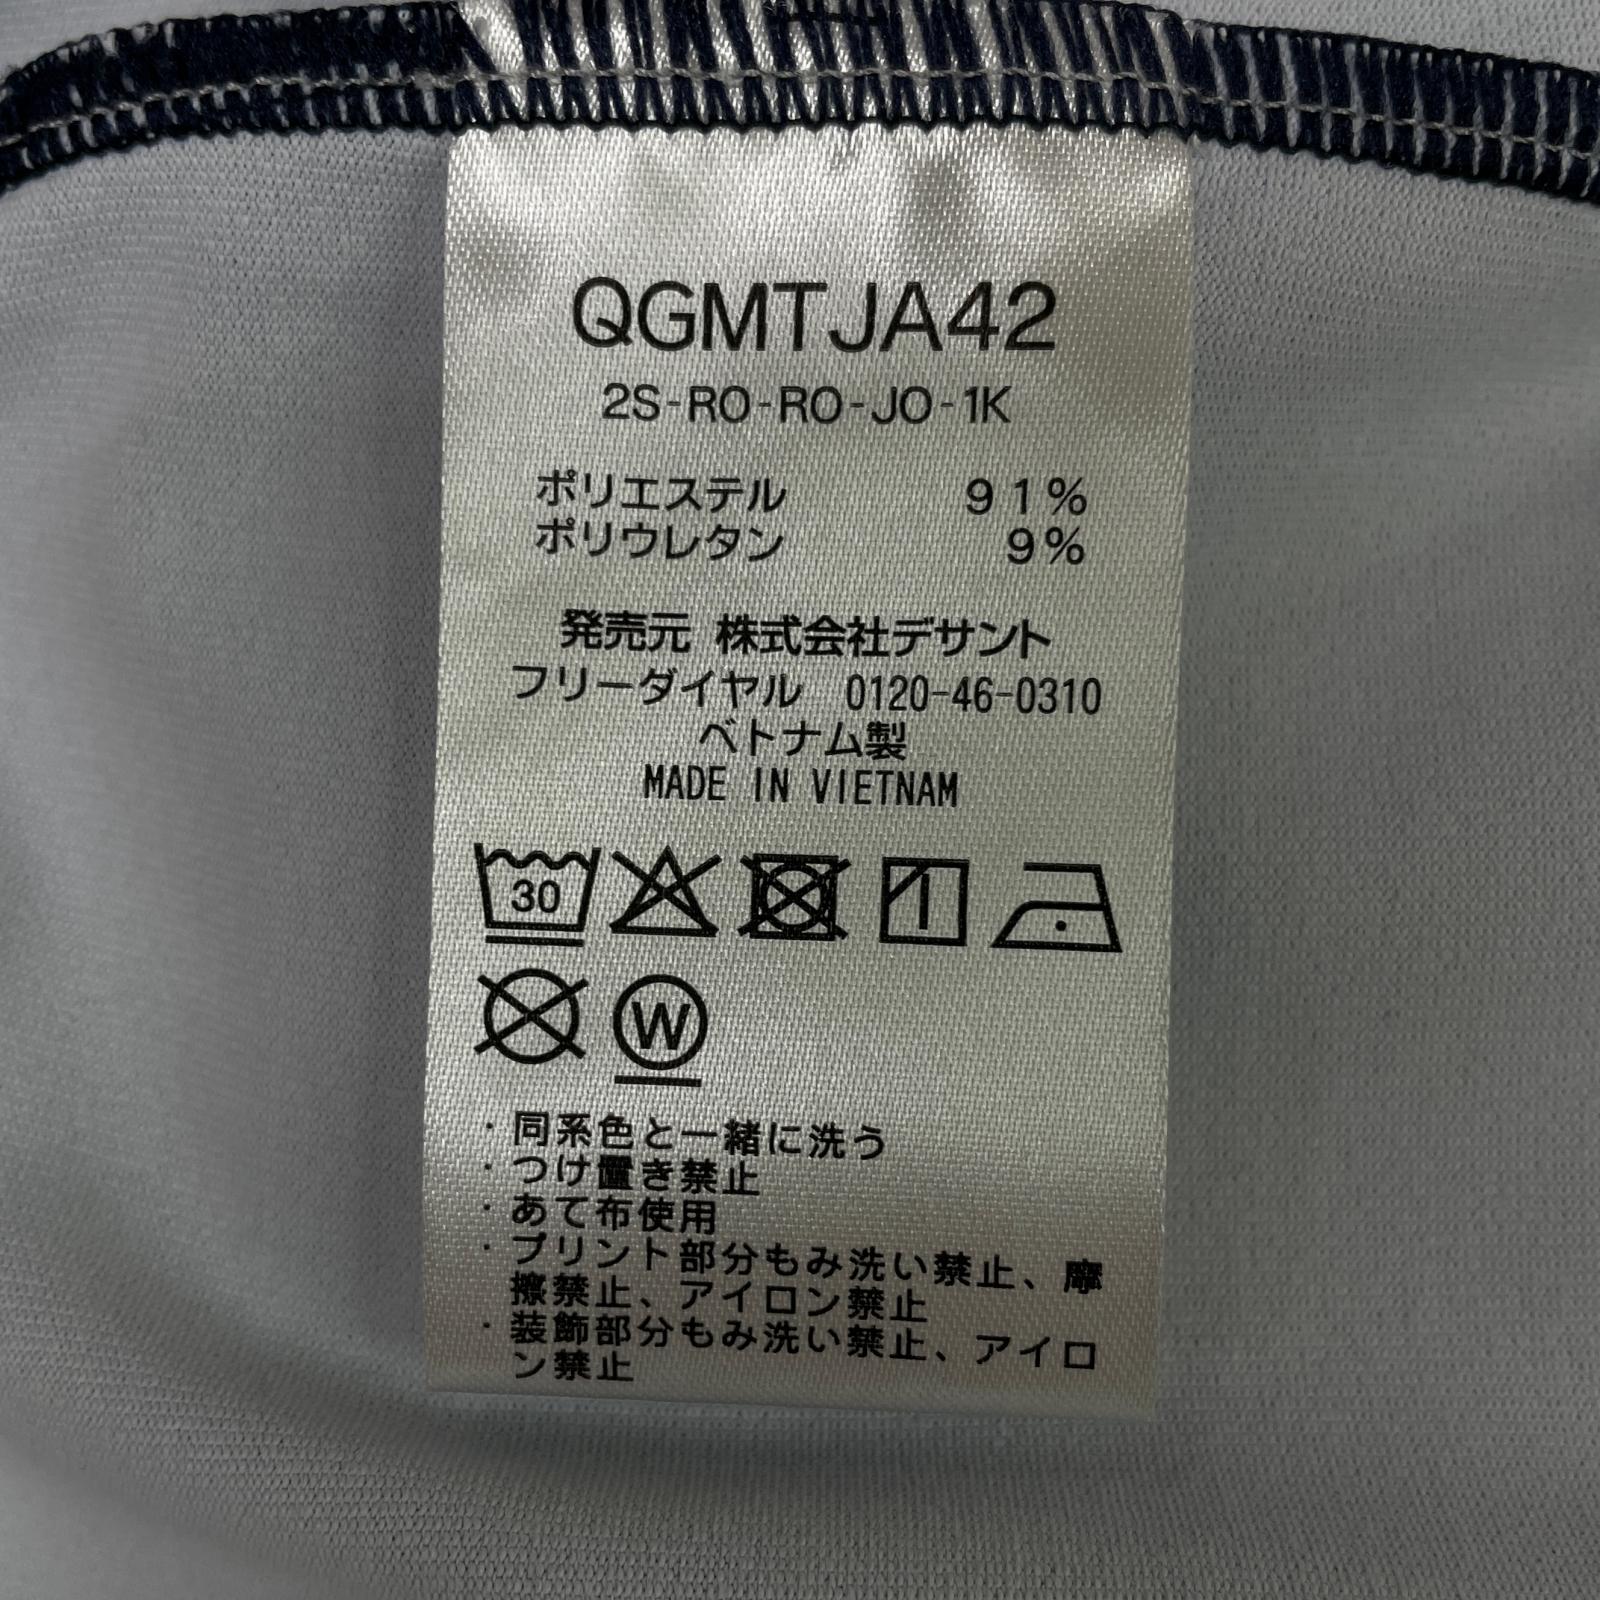 QGMTJA42
2S-RO-RO-JO-1K
ポリエステル 91%
ポリウレタン 9%
発売元 株式会社デサント
フリーダイヤル 0120-46-0310
ベトナム製
MADE IN VIETNAM
30
W
・同系色と一緒に洗う
・つけ置き禁止
・あて布使用
・プリント部分もみ洗い禁止、摩
擦禁止、アイロン禁止
・装飾部分もみ洗い禁止、アイロ
ン禁止